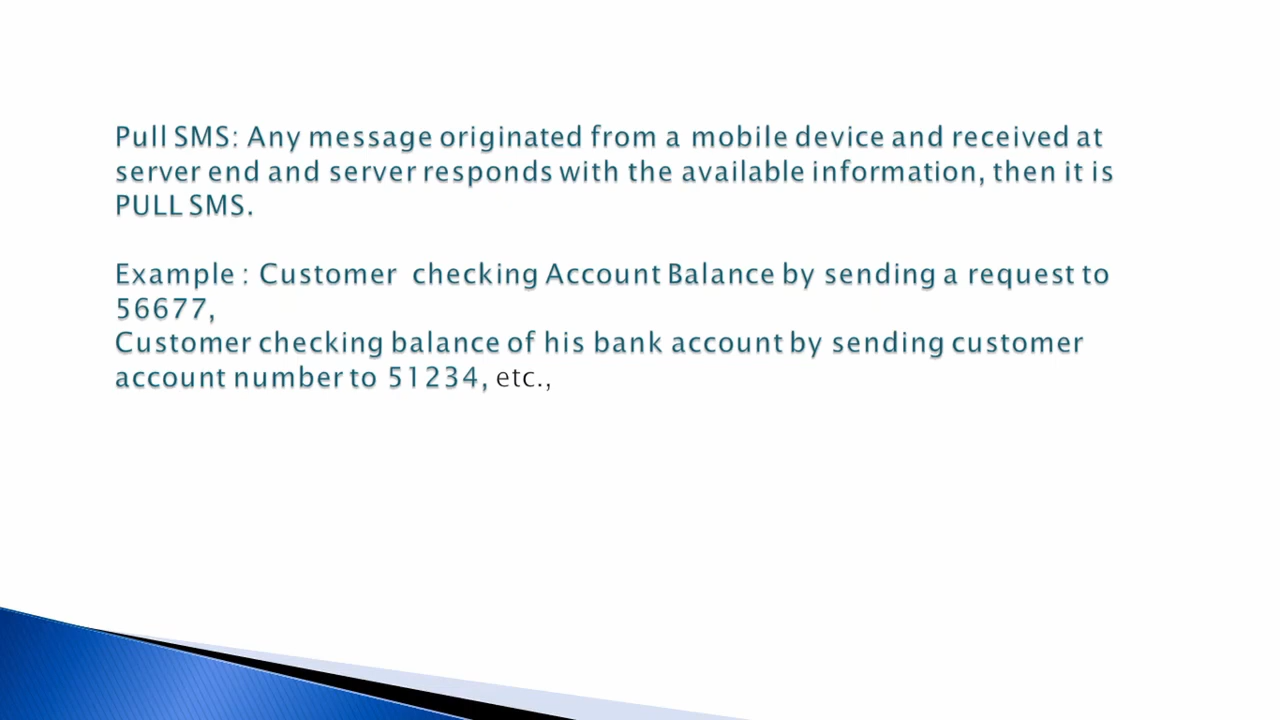 Pull SMS: Any message originated from a mobile device and received at
server end and server responds with the available information, then it is
PULL SMS.
Example : Customer checking Account Balance by sending a request to
56677,
Customer checking balance of his bank account by sending customer
account number to 51234, etc.,